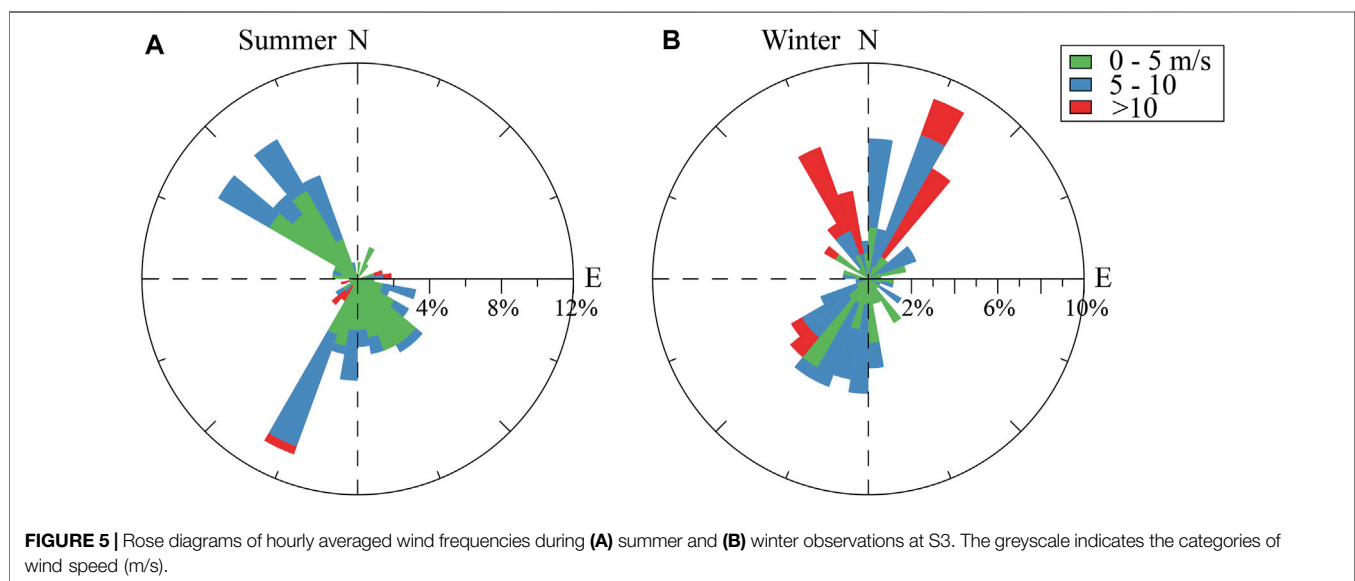 A
Summer N
E
4% 8% 12%
B
Winter N
E
2% 6% 10%
0 - 5 m/s
5 - 10
>10
FIGURE 5 | Rose diagrams of hourly averaged wind frequencies during (A) summer and (B) winter observations at S3. The greyscale indicates the categories of
wind speed (m/s).